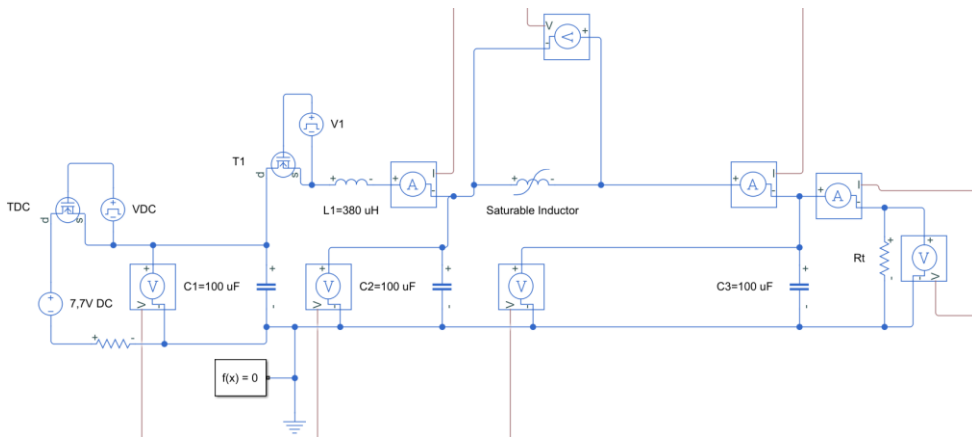 V
+
-
V
+
-
V1
I
+
-
A
I
+
-
A
I
+
-
A
T1
d
s
+
-
L1=380 uH
+
-
Saturable Inductor
TDC
d
s
+
-
VDC
+
-
V
V
C1=100 uF
+
-
+
-
V
V
C2=100 uF
+
-
+
-
V
V
C3=100 uF
+
-
Rt
+
-
+
-
V
V
+
-
7,7V DC
+
-
f(x) = 0